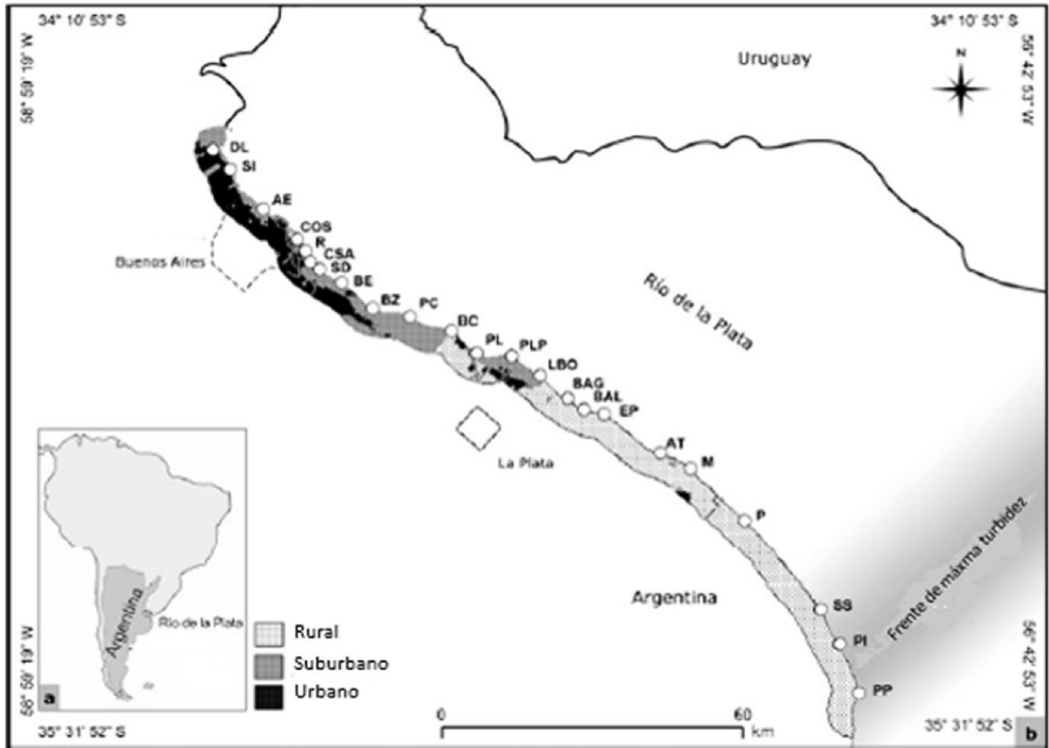 34° 10' 53" S
34° 10' 53" S
58° 59' 19" W
56° 42' 53" W
Uruguay
N
DL
SI
AE
COS
R
CSA
SD
BE
BZ
PC
BC
PL
PLP
LBO
BAG
BAL
EP
AT
M
P
SS
PI
PP
Buenos Aires
Río de la Plata
La Plata
Argentina
Frente de máxma turbidez
Argentina
Río de la Plata
a
Rural
Suburbano
Urbano
58° 59' 19" W
56° 42' 53" W
35° 31' 52" S
0
60
km
35° 31' 52" S
b